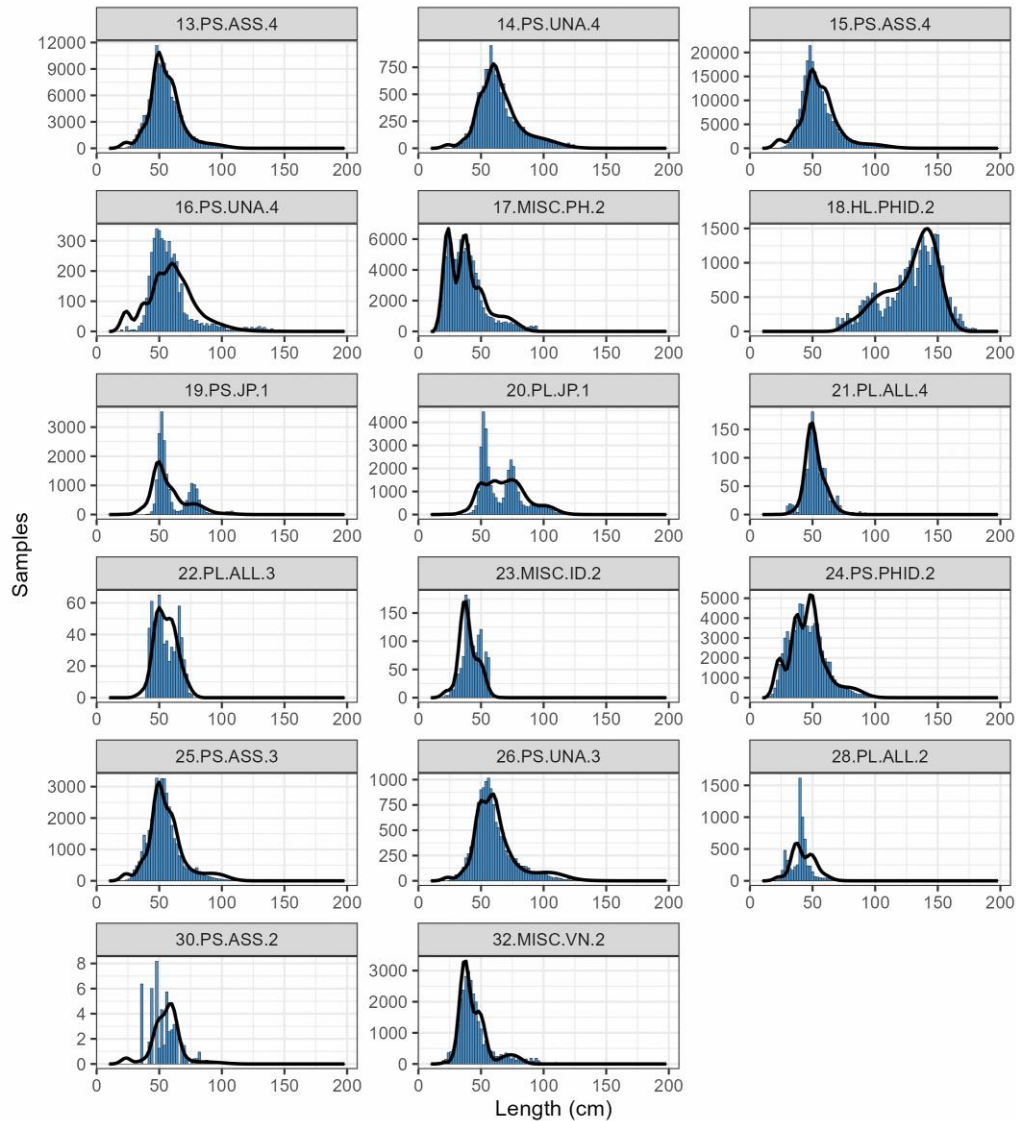 13.PS.ASS.4 14.PS.UNA.4 15.PS.ASS.4
12000 9000 6000 3000 0
750 500 250 0
20000 15000 10000 5000 0
0 50 100 150 200 0 50 100 150 200 0 50 100 150 200
16.PS.UNA.4 17.MISC.PH.2 18.HL.PHID.2
300 200 100 0
6000 4000 2000 0
1500 1000 500 0
0 50 100 150 200 0 50 100 150 200 0 50 100 150 200
19.PS.JP.1 20.PL.JP.1 21.PL.ALL.4
3000 2000 1000 0
4000 3000 2000 1000 0
150 100 50 0
0 50 100 150 200 0 50 100 150 200 0 50 100 150 200
Samples
22.PL.ALL.3 23.MISC.ID.2 24.PS.PHID.2
60 40 20 0
150 100 50 0
5000 4000 3000 2000 1000 0
0 50 100 150 200 0 50 100 150 200 0 50 100 150 200
25.PS.ASS.3 26.PS.UNA.3 28.PL.ALL.2
3000 2000 1000 0
1000 750 500 250 0
1500 1000 500 0
0 50 100 150 200 0 50 100 150 200 0 50 100 150 200
30.PS.ASS.2 32.MISC.VN.2
8 6 4 2 0
3000 2000 1000 0
0 50 100 150 200 0 50 100 150 200
Length (cm)